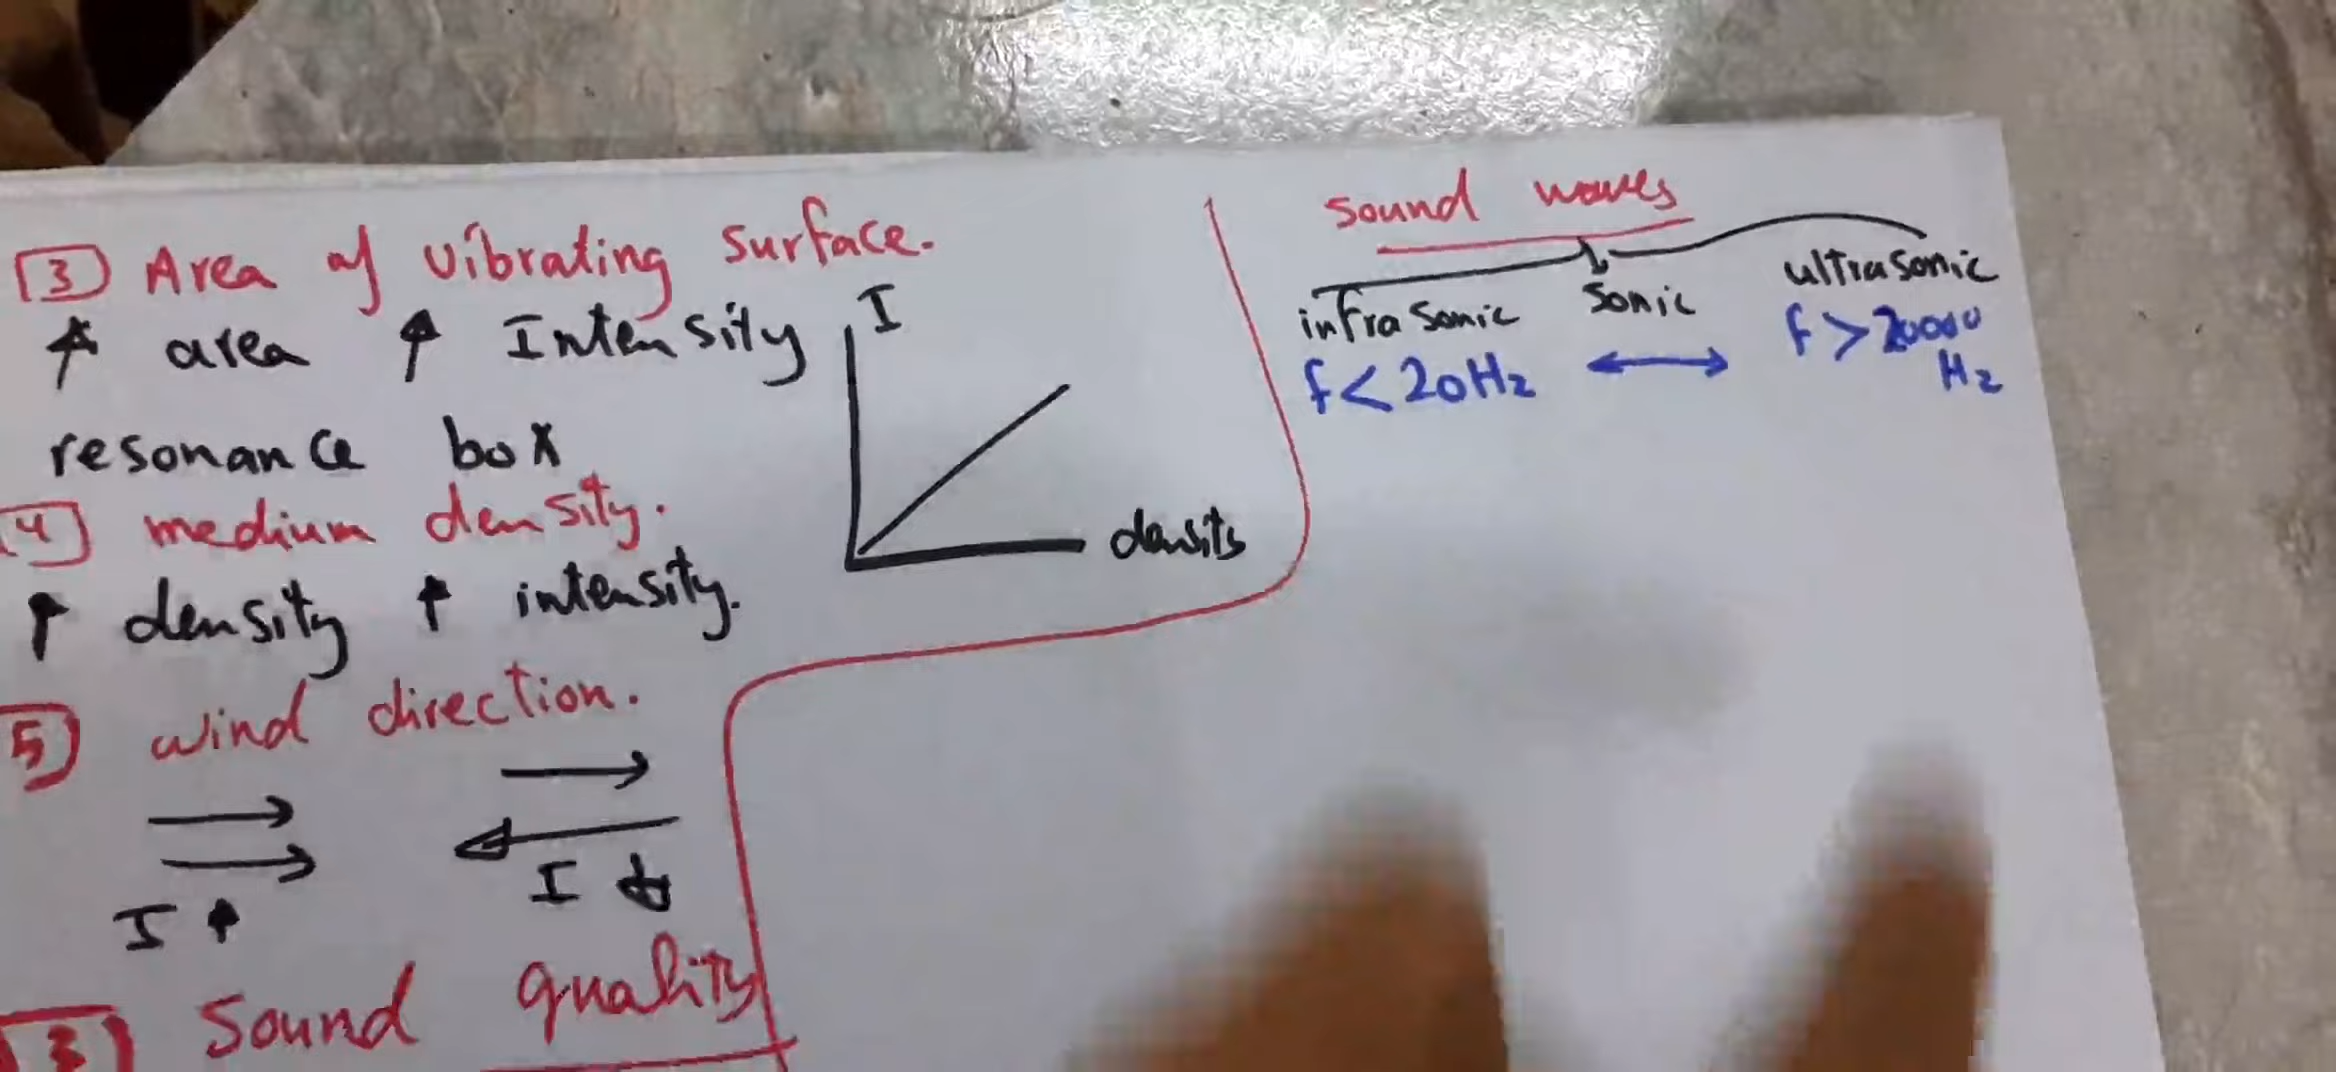 3 Area of vibrating surface.
↑ area ↑ Intensity
I
resonance box
4 medium density.
density
↑ density ↑ intensity.
5 wind direction.
I ↑
I ↓
3 Sound quality
sound waves
infrasonic sonic ultrasonic
f < 20Hz ↔ f > 20000
Hz